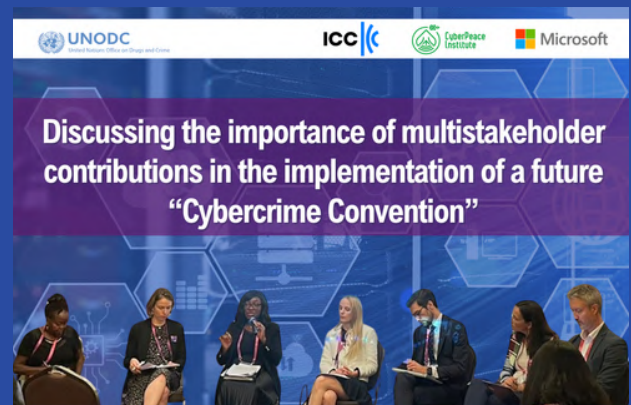 UNODC
United Nations Office on Drugs and Crime
ICC
CyberPeace
Institute
Microsoft
Discussing the importance of multistakeholder
contributions in the implementation of a future
“Cybercrime Convention”